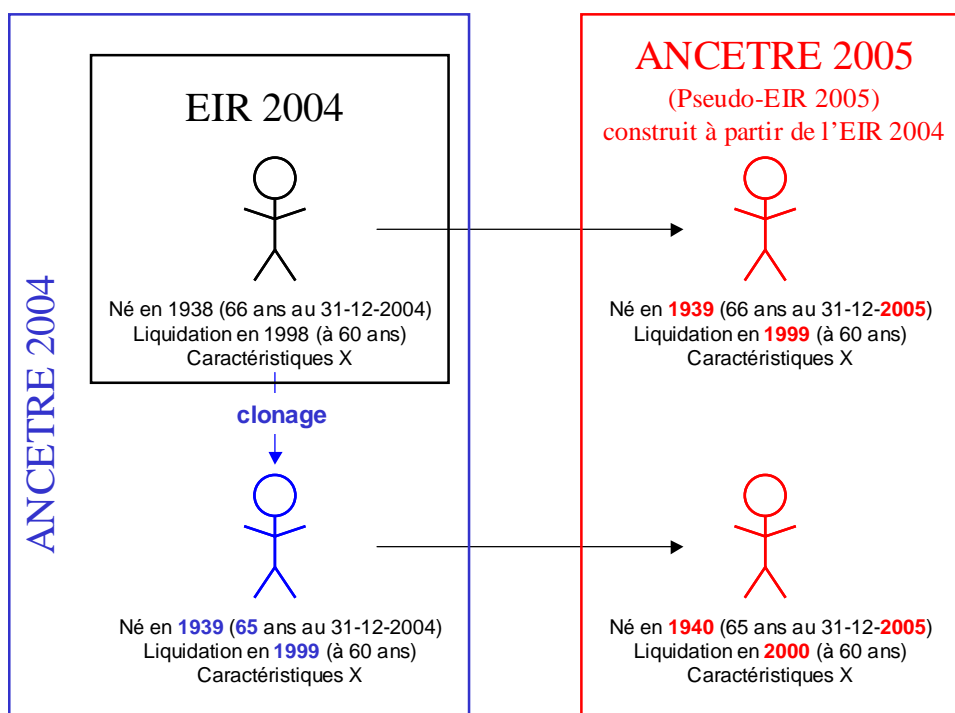 ANCETRE 2004
EIR 2004
Né en 1938 (66 ans au 31-12-2004)
Liquidation en 1998 (à 60 ans)
Caractéristiques X
clonage
Né en 1939 (65 ans au 31-12-2004)
Liquidation en 1999 (à 60 ans)
Caractéristiques X
ANCETRE 2005
(Pseudo-EIR 2005)
construit à partir de l'EIR 2004
Né en 1939 (66 ans au 31-12-2005)
Liquidation en 1999 (à 60 ans)
Caractéristiques X
Né en 1940 (65 ans au 31-12-2005)
Liquidation en 2000 (à 60 ans)
Caractéristiques X